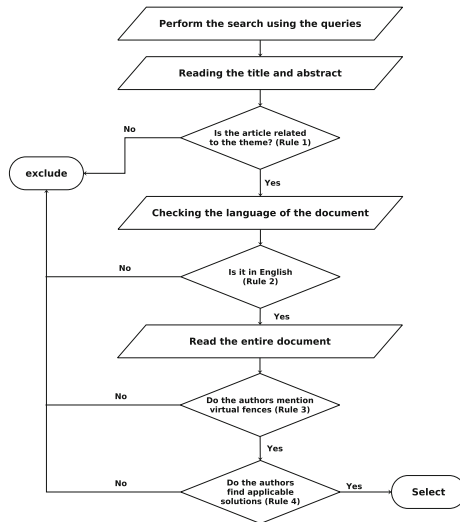 Perform the search using the queries
Reading the title and abstract
Is the article related
to the theme? (Rule 1)
No
exclude
Yes
Checking the language of the document
Is it in English
(Rule 2)
No
Yes
Read the entire document
Do the authors mention
virtual fences (Rule 3)
No
Yes
Do the authors
find applicable
solutions (Rule 4)
No
Yes
Select